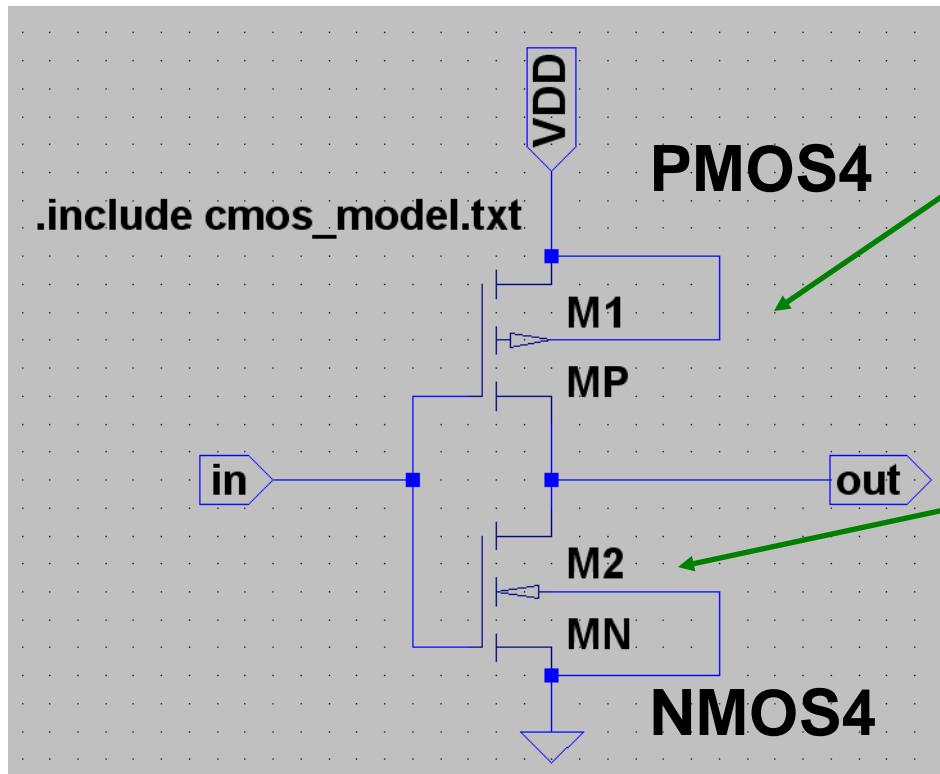 VDD
PMOS4
.include cmos_model.txt
M1
MP
in
out
M2
MN
NMOS4